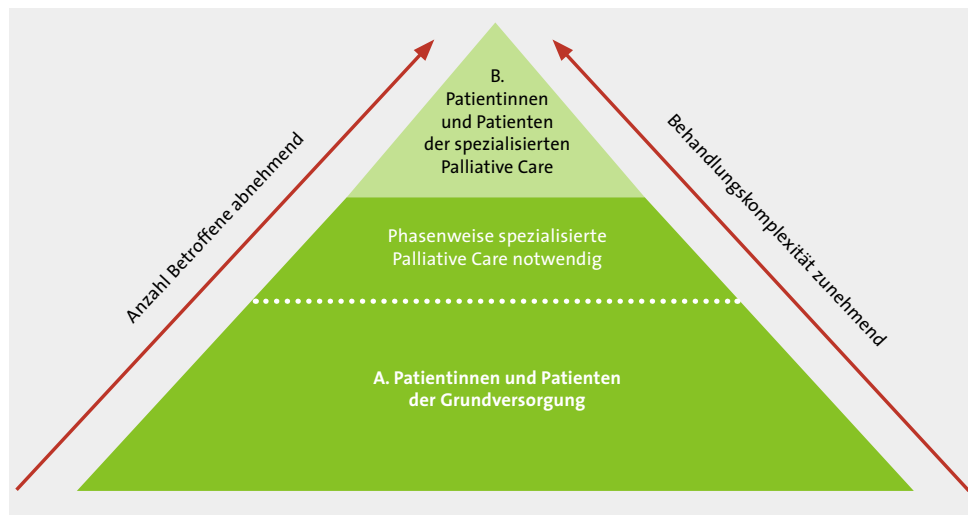 B.
Patientinnen
und Patienten
der spezialisierten
Palliative Care
Phasenweise spezialisierte
Palliative Care notwendig
A. Patientinnen und Patienten
der Grundversorgung
Anzahl Betroffene abnehmend
Behandlungskomplexität zunehmend